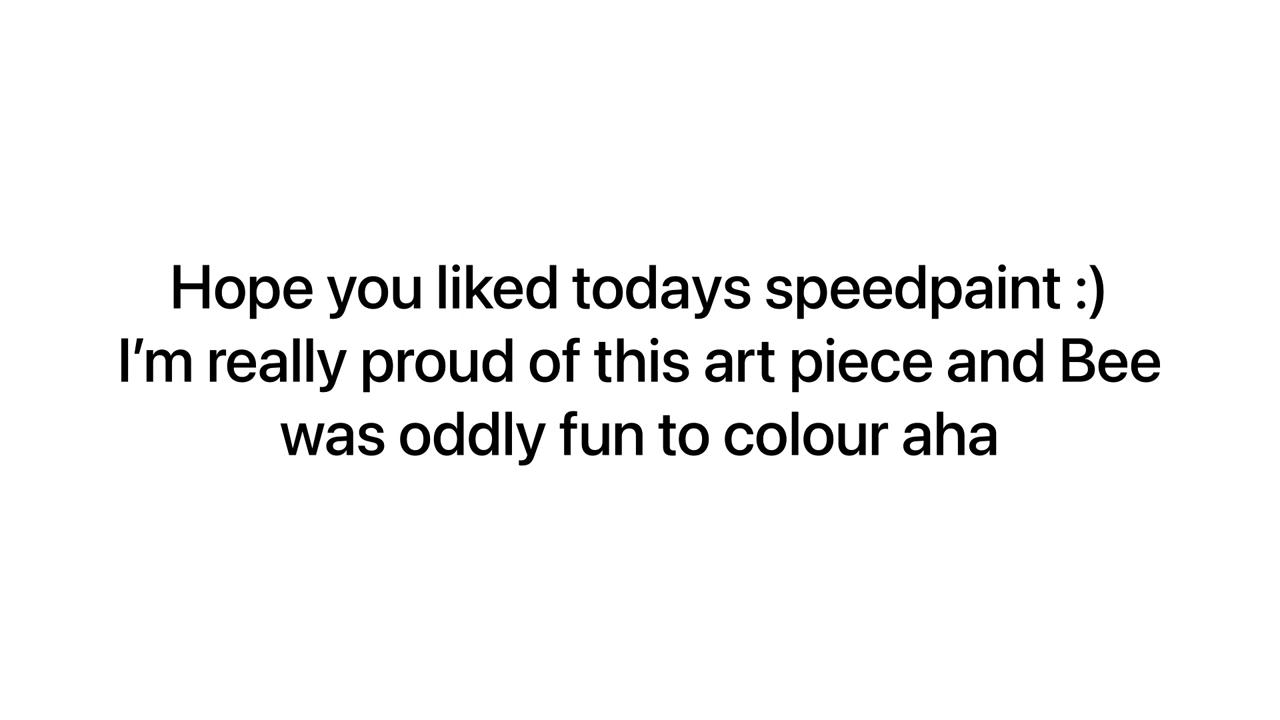 Hope you liked todays speedpaint :)
I’m really proud of this art piece and Bee
was oddly fun to colour aha